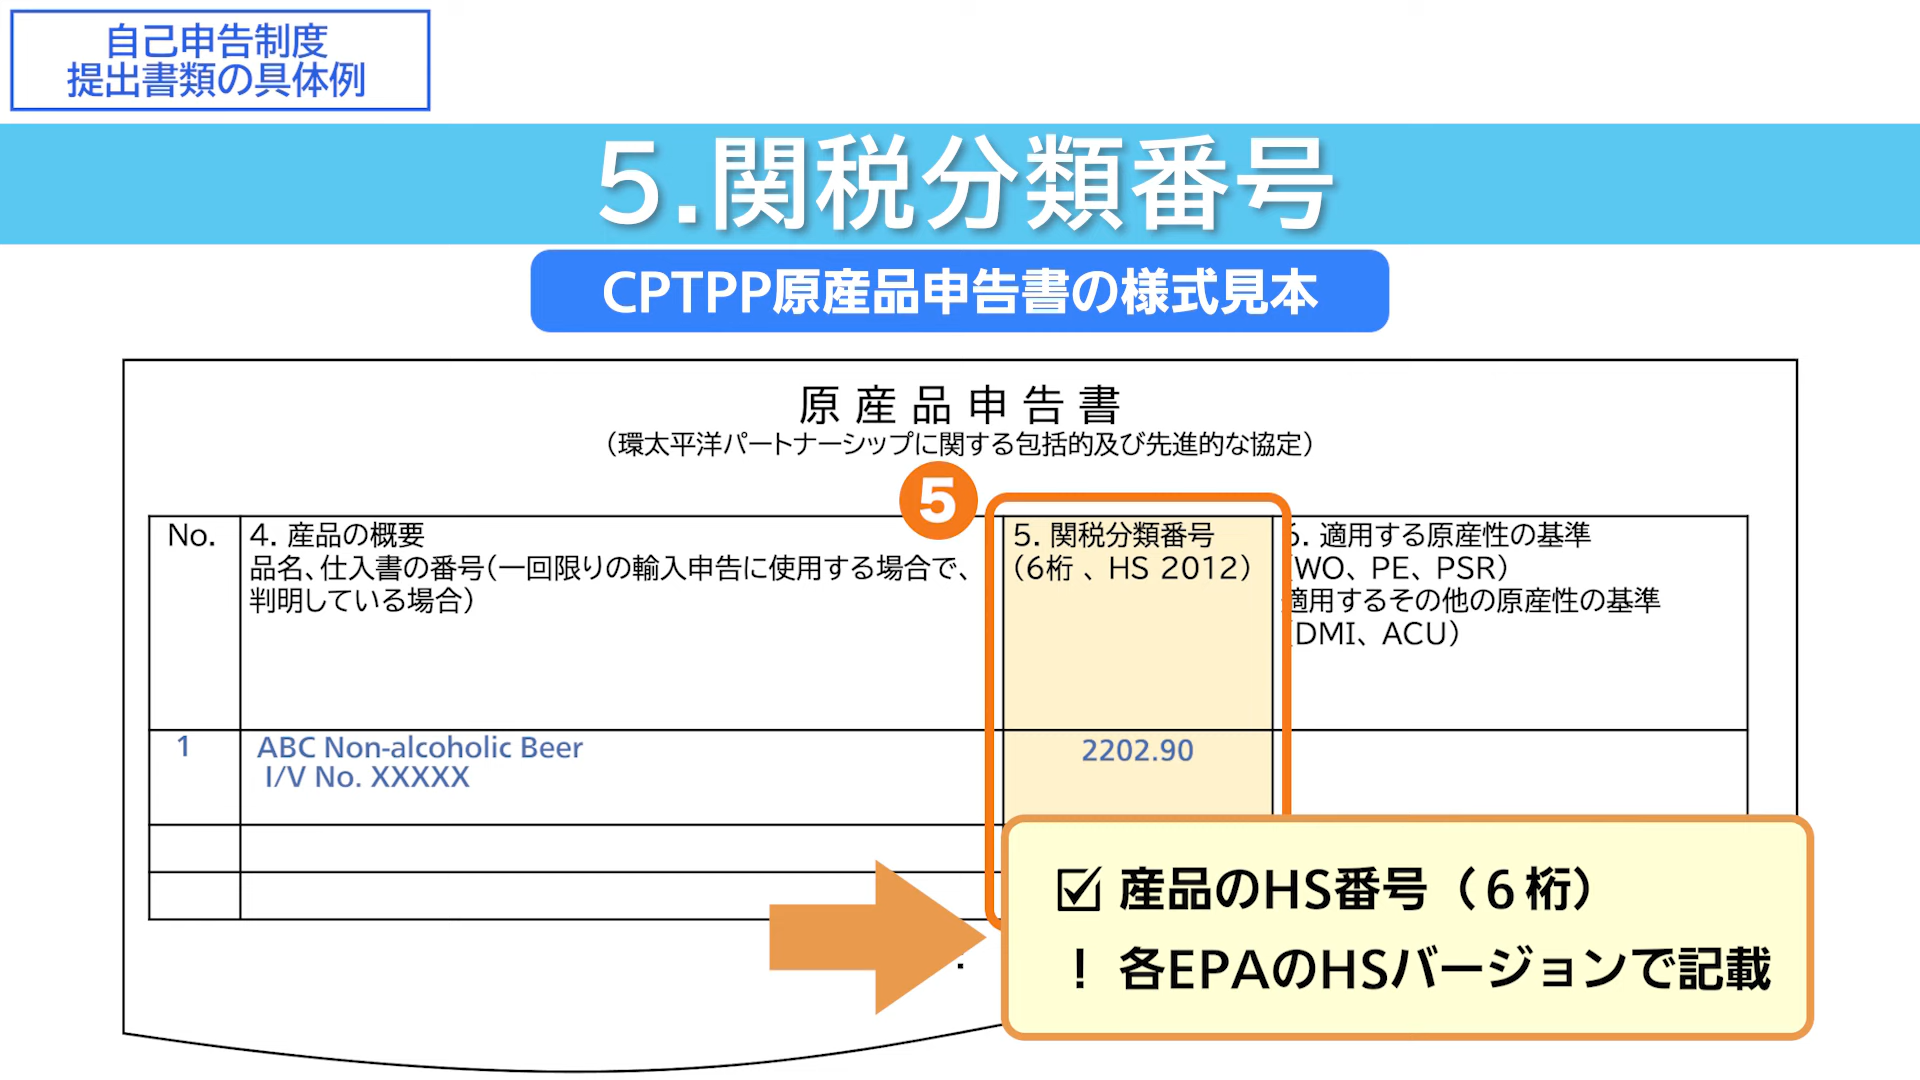 自己申告制度
提出書類の具体例
5.関税分類番号
CPTPP原産品申告書の様式見本
原産品申告書
（環太平洋パートナーシップに関する包括的及び先進的な協定）
5
No.
4. 産品の概要
品名、仕入書の番号（一回限りの輸入申告に使用する場合で、
判明している場合）
5. 関税分類番号
（6桁 、HS 2012）
6. 適用する原産性の基準
（WO、PE、PSR）
適用するその他の原産性の基準
（DMI、ACU）
1
ABC Non-alcoholic Beer
I/V No. XXXXX
2202.90
☑ 産品のHS番号（６桁）
！ 各EPAのHSバージョンで記載